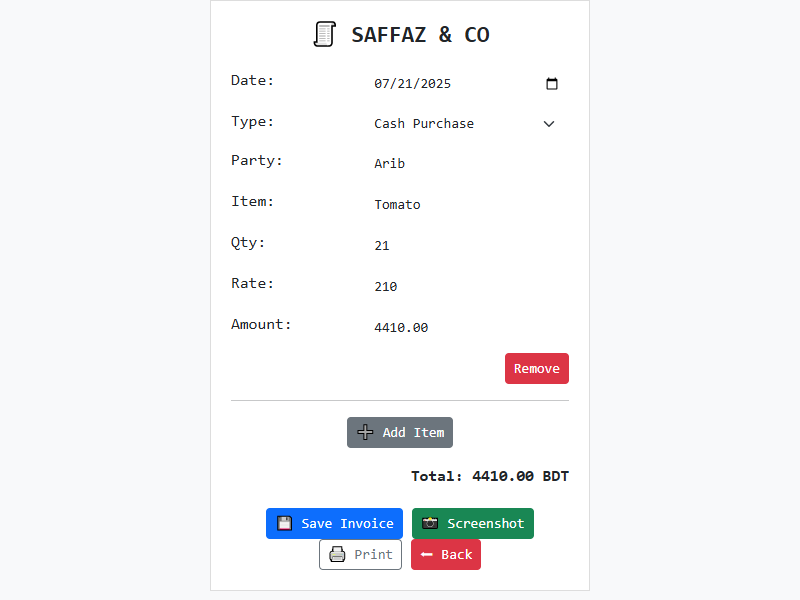 SAFFAZ & CO
Date: 07/21/2025
Type: Cash Purchase
Party: Arib
Item: Tomato
Qty: 21
Rate: 210
Amount: 4410.00
Remove
Add Item
Total: 4410.00 BDT
Save Invoice Screenshot
Print Back